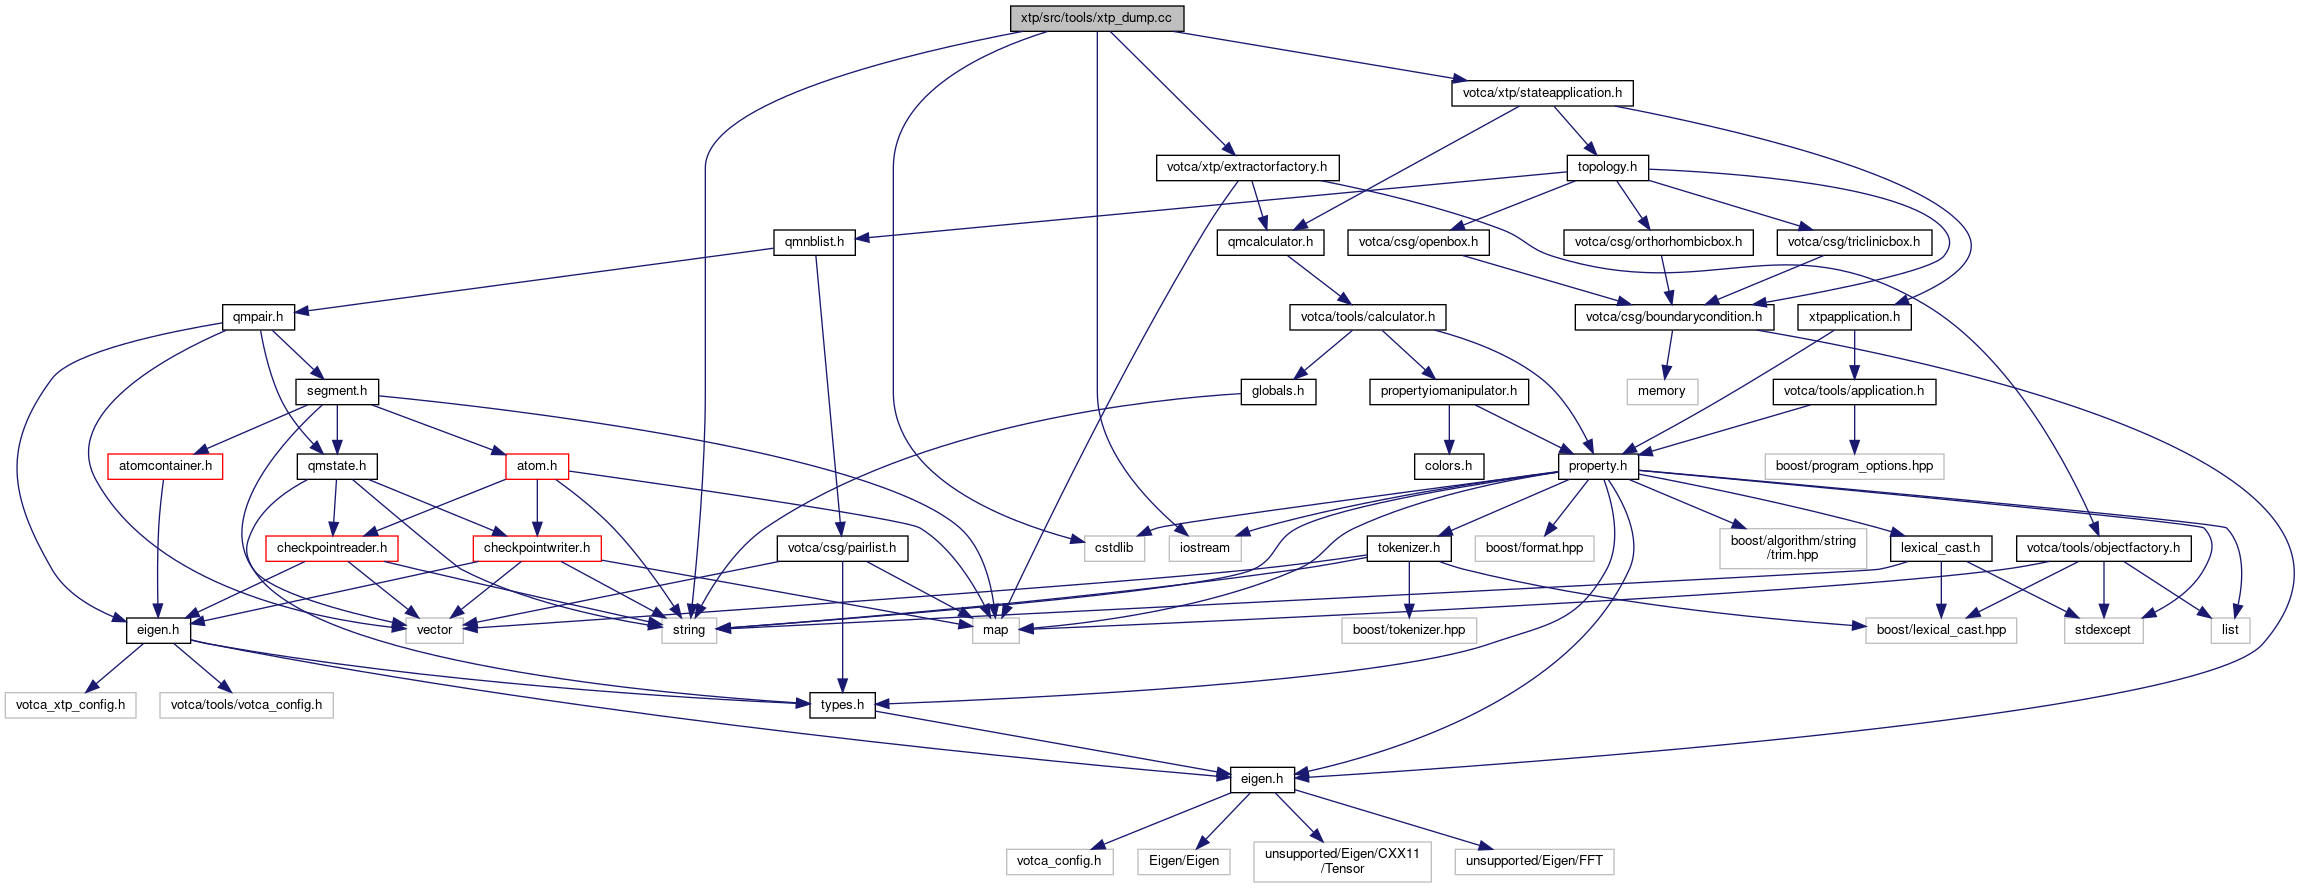 xtp/src/tools/xtp_dump.cc
votca/xtp/stateapplication.h
votca/xtp/extractorfactory.h
topology.h
qmnblist.h
qmcalculator.h
votca/csg/openbox.h
votca/csg/orthorhombicbox.h
votca/csg/triclinicbox.h
qmpair.h
votca/tools/calculator.h
votca/csg/boundarycondition.h
xtpapplication.h
segment.h
globals.h
propertyiomanipulator.h
memory
votca/tools/application.h
atomcontainer.h
qmstate.h
atom.h
colors.h
property.h
boost/program_options.hpp
checkpointreader.h
checkpointwriter.h
votca/csg/pairlist.h
cstdlib
iostream
tokenizer.h
boost/format.hpp
boost/algorithm/string
/trim.hpp
lexical_cast.h
votca/tools/objectfactory.h
eigen.h
vector
string
map
boost/tokenizer.hpp
boost/lexical_cast.hpp
stdexcept
list
votca_xtp_config.h
votca/tools/votca_config.h
types.h
eigen.h
votca_config.h
Eigen/Eigen
unsupported/Eigen/CXX11
/Tensor
unsupported/Eigen/FFT